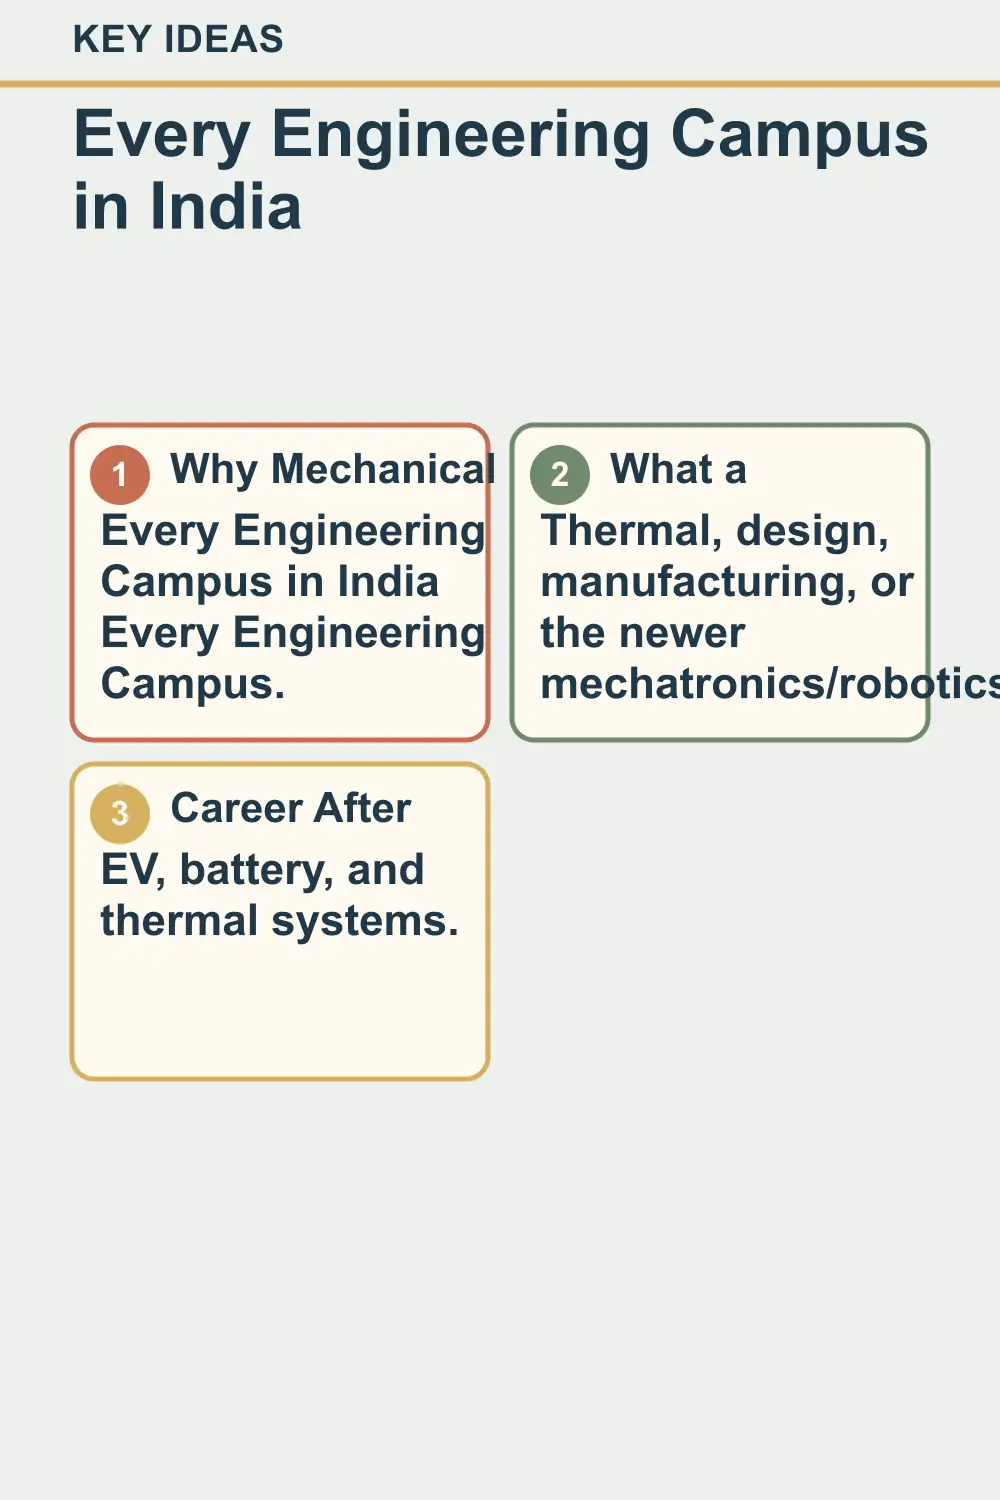 KEY IDEAS
Every Engineering Campus
in India
1 Why Mechanical
Every Engineering
Campus in India
Every Engineering
Campus.
2 What a
Thermal, design,
manufacturing, or
the newer
mechatronics/robotics
3 Career After
EV, battery, and
thermal systems.